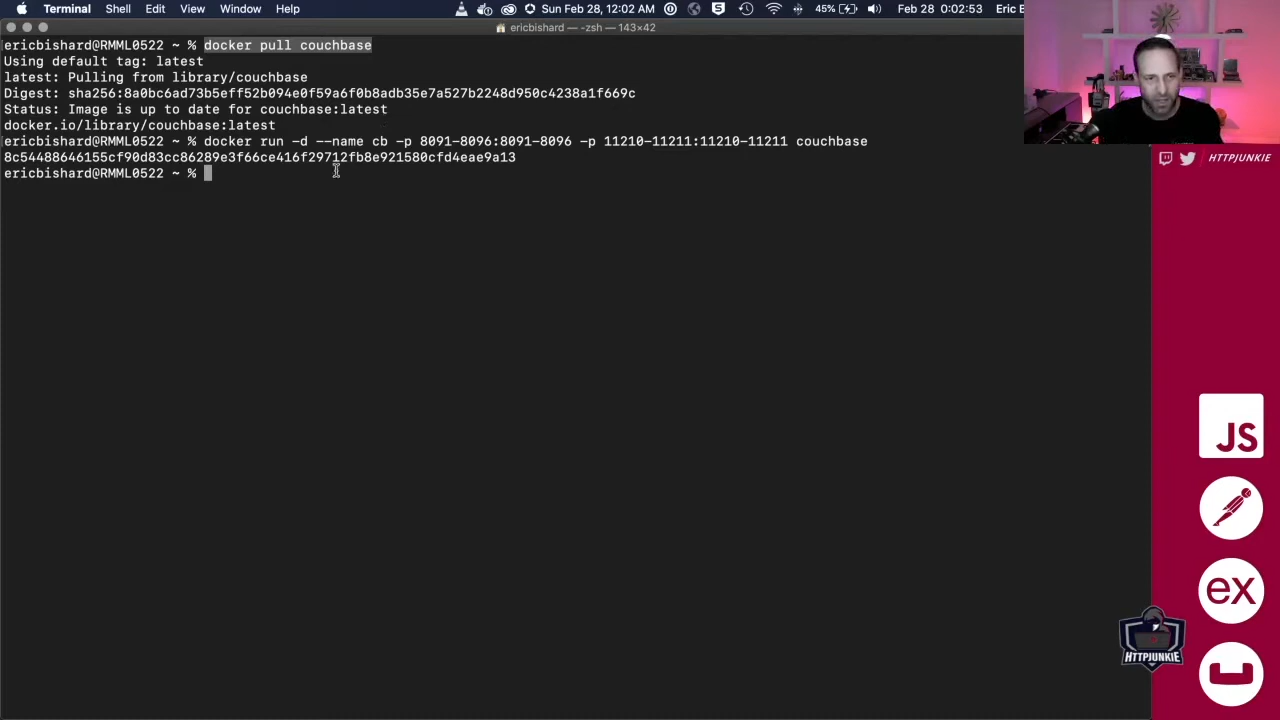 Terminal Shell Edit View Window Help Sun Feb 28, 12:02 AM 45% Feb 28 0:02:53 Eric B
ericbishard — -zsh — 143×42
ericbishard@RMML0522 ~ % docker pull couchbase
Using default tag: latest
latest: Pulling from library/couchbase
Digest: sha256:8a0bc6ad73b5eff52b094e0f59a6f0b8adb35e7a527b2248d950c4238a1f669c
Status: Image is up to date for couchbase:latest
docker.io/library/couchbase:latest
ericbishard@RMML0522 ~ % docker run -d --name cb -p 8091-8096:8091-8096 -p 11210-11211:11210-11211 couchbase
8c54488646155cf90d83cc86289e3f66ce416f29712fb8e921580cfd4eae9a13
ericbishard@RMML0522 ~ %
HTTPJUNKIE
JS
ex
HTTPJUNKIE